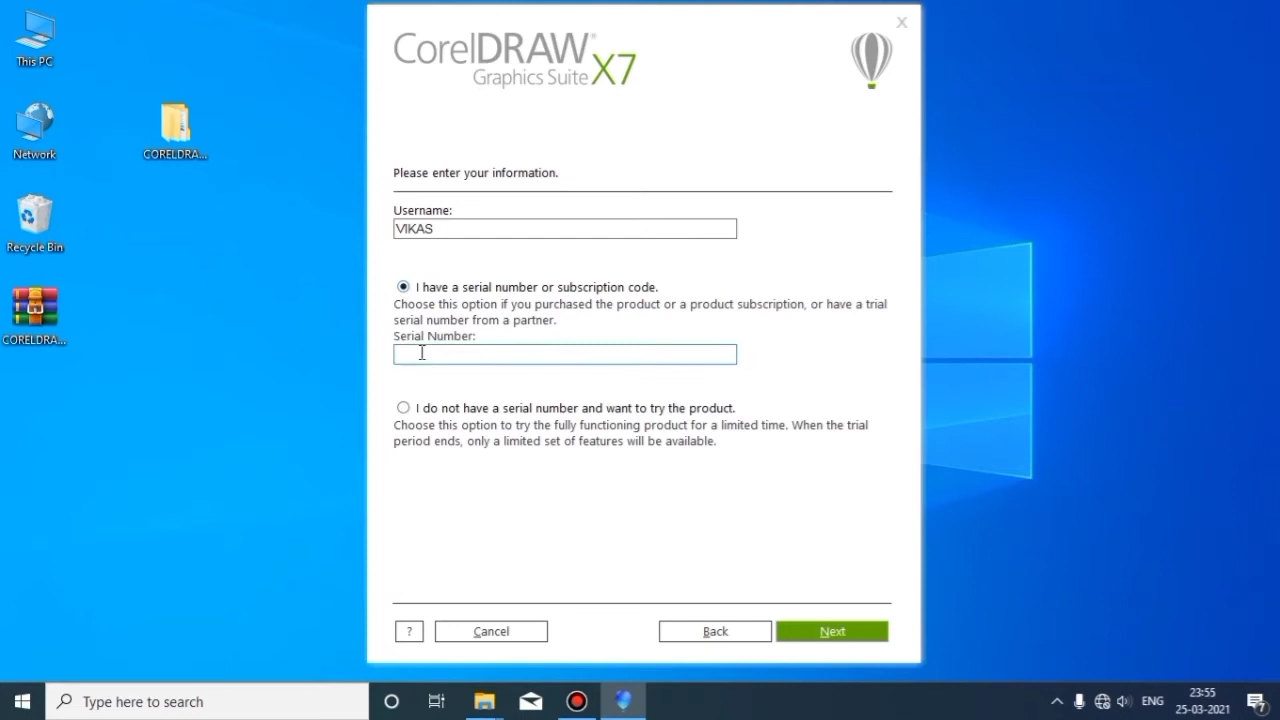 This PC
Network
CORELDRA...
Recycle Bin
CORELDRA...
CorelDRAW®
Graphics Suite X7
X
Please enter your information.
Username:
VIKAS
I have a serial number or subscription code.
Choose this option if you purchased the product or a product subscription, or have a trial
serial number from a partner.
Serial Number:
I do not have a serial number and want to try the product.
Choose this option to try the fully functioning product for a limited time. When the trial
period ends, only a limited set of features will be available.
? Cancel Back Next
Type here to search
ENG
23:55
25-03-2021
7